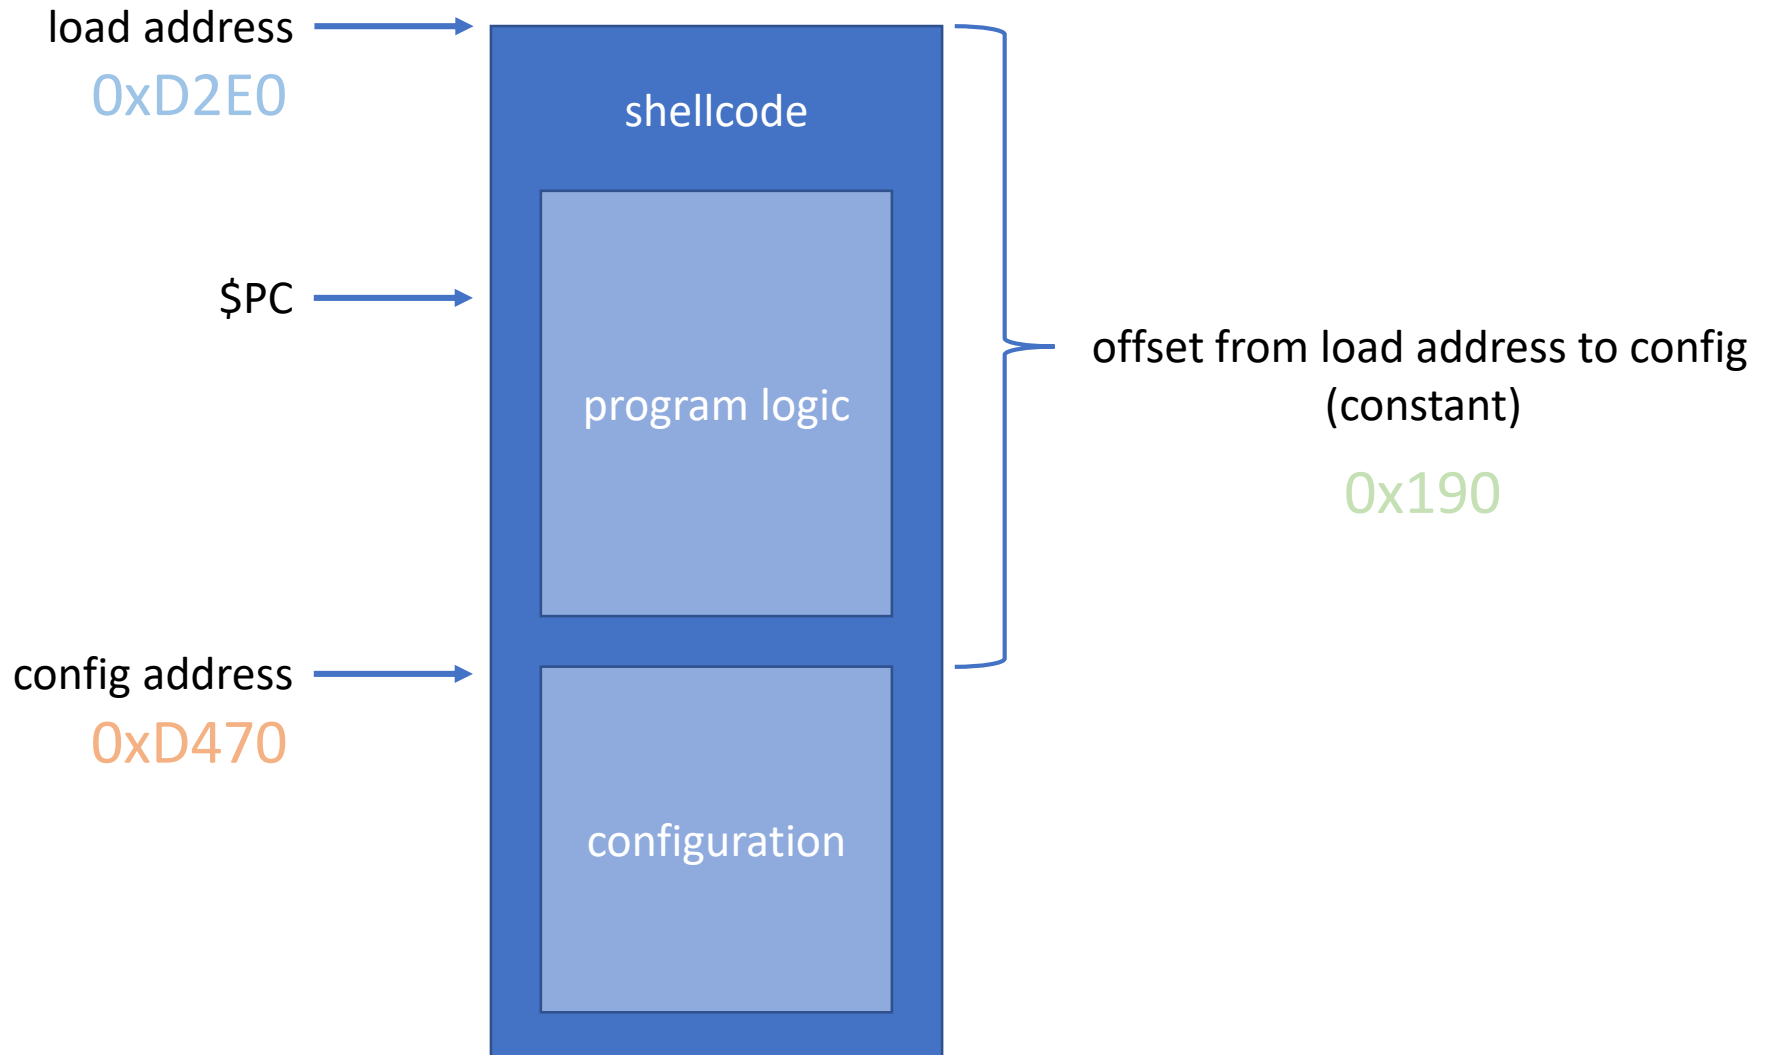 load address
0xD2E0
shellcode
$PC
program logic
offset from load address to config
(constant)
0x190
config address
0xD470
configuration